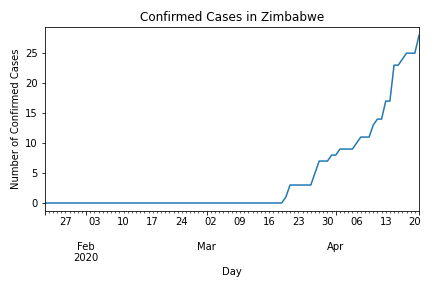 Confirmed Cases in Zimbabwe
Number of Confirmed Cases
25
20
15
10
5
0
27 03 10 17 24 02 09 16 23 30 06 13 20
Feb Mar Apr
2020
Day